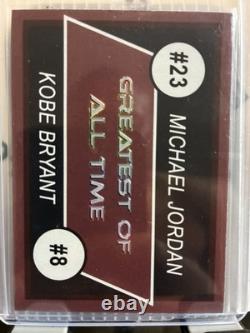 #23
MICHAEL JORDAN
GREATEST OF
ALL TIME
KOBE BRYANT
#8